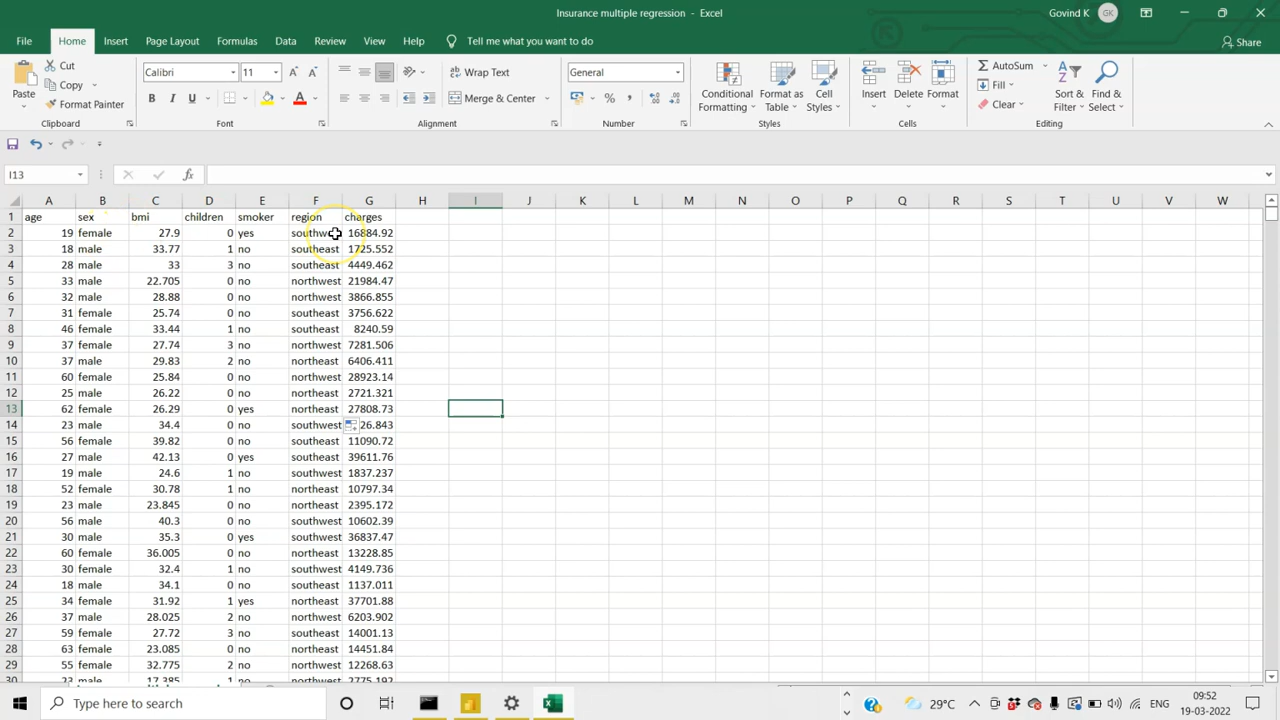 Insurance multiple regression - Excel
Govind K
GK
File Home Insert Page Layout Formulas Data Review View Help Tell me what you want to do
Share
Paste
Cut
Copy
Format Painter
Clipboard
Calibri 11
B I U
Font
Wrap Text
Merge & Center
Alignment
General
Number
Conditional Formatting
Format as Table
Cell Styles
Styles
Insert Delete Format
Cells
AutoSum
Fill
Clear
Sort & Filter
Find & Select
Editing
I13
fx
A B C D E F G H I J K L M N O P Q R S T U V W
1 age sex bmi children smoker region charges
2 19 female 27.9 0 yes 16884.92
3 18 male 33.77 1 no southeast 1725.552
4 28 male 33 3 no southeast 4449.462
5 33 male 22.705 0 no northwest 21984.47
6 32 male 28.88 0 no northwest 3866.855
7 31 female 25.74 0 no southeast 3756.622
8 46 female 33.44 1 no southeast 8240.59
9 37 female 27.74 3 no northwest 7281.506
10 37 male 29.83 2 no northeast 6406.411
11 60 female 25.84 0 no northwest 28923.14
12 25 male 26.22 0 no northeast 2721.321
13 62 female 26.29 0 yes northeast 27808.73
14 23 male 34.4 0 no southwest 26.843
15 56 female 39.82 0 no southeast 11090.72
16 27 male 42.13 0 yes southeast 39611.76
17 19 male 24.6 1 no southwest 1837.237
18 52 female 30.78 1 no northeast 10797.34
19 23 male 23.845 0 no northeast 2395.172
20 56 male 40.3 0 no southwest 10602.39
21 30 male 35.3 0 yes southwest 36837.47
22 60 female 36.005 0 no northeast 13228.85
23 30 female 32.4 1 no southwest 4149.736
24 18 male 34.1 0 no southeast 1137.011
25 34 female 31.92 1 yes northeast 37701.88
26 37 male 28.025 2 no northwest 6203.902
27 59 female 27.72 3 no southeast 14001.13
28 63 female 23.085 0 no northeast 14451.84
29 55 female 32.775 2 no northwest 12268.63
30 23 male 17.385 1 no northwest 2775.192
Type here to search
29°C
09:52
19-03-2022